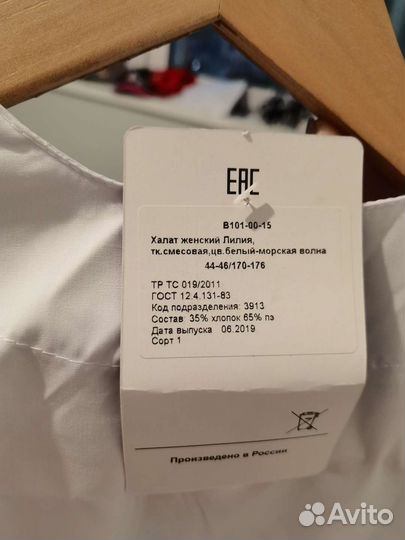 EAC
В101-00-15
Халат женский Лилия,
тк.смесовая,цв.белый-морская волна
44-46/170-176
ТР ТС 019/2011
ГОСТ 12.4.131-83
Код подразделения: 3913
Состав: 35% хлопок 65% пэ
Дата выпуска 06.2019
Сорт 1
Произведено в России
Avito